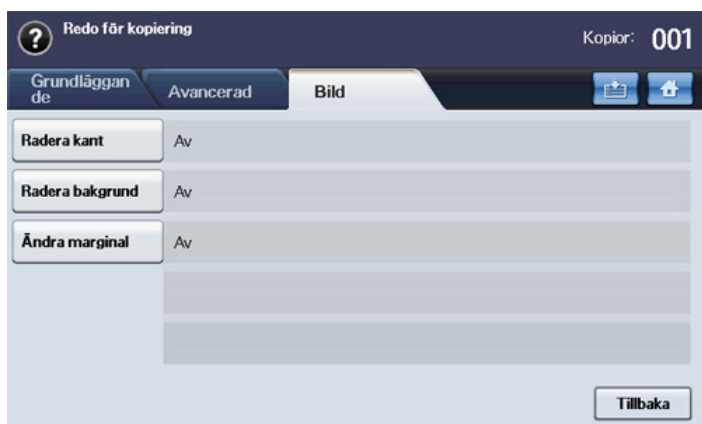 Redo för kopiering
Kopior: 001
Grundläggan
de
Avancerad
Bild
Radera kant
Av
Radera bakgrund
Av
Ändra marginal
Av
Tillbaka